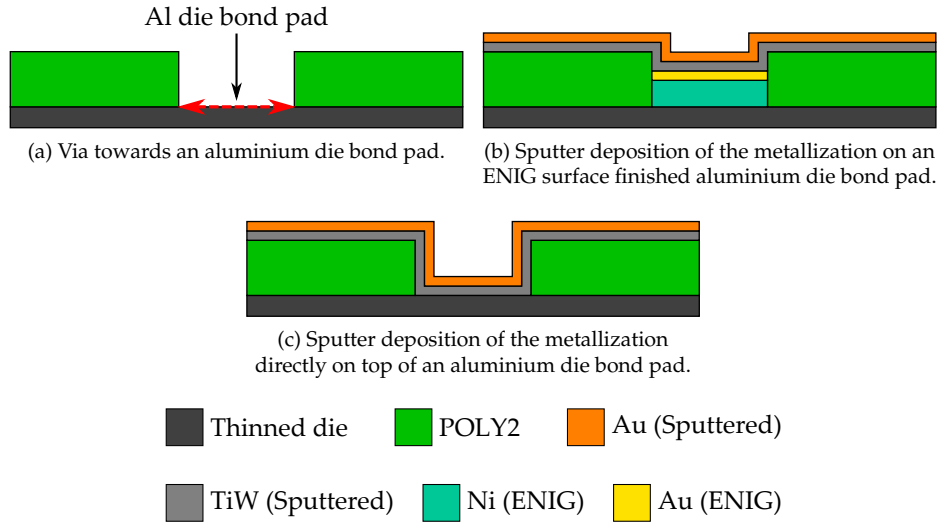 Al die bond pad
(a) Via towards an aluminium die bond pad.
(b) Sputter deposition of the metallization on an
ENIG surface finished aluminium die bond pad.
(c) Sputter deposition of the metallization
directly on top of an aluminium die bond pad.
Thinned die
POLY2
Au (Sputtered)
TiW (Sputtered)
Ni (ENIG)
Au (ENIG)